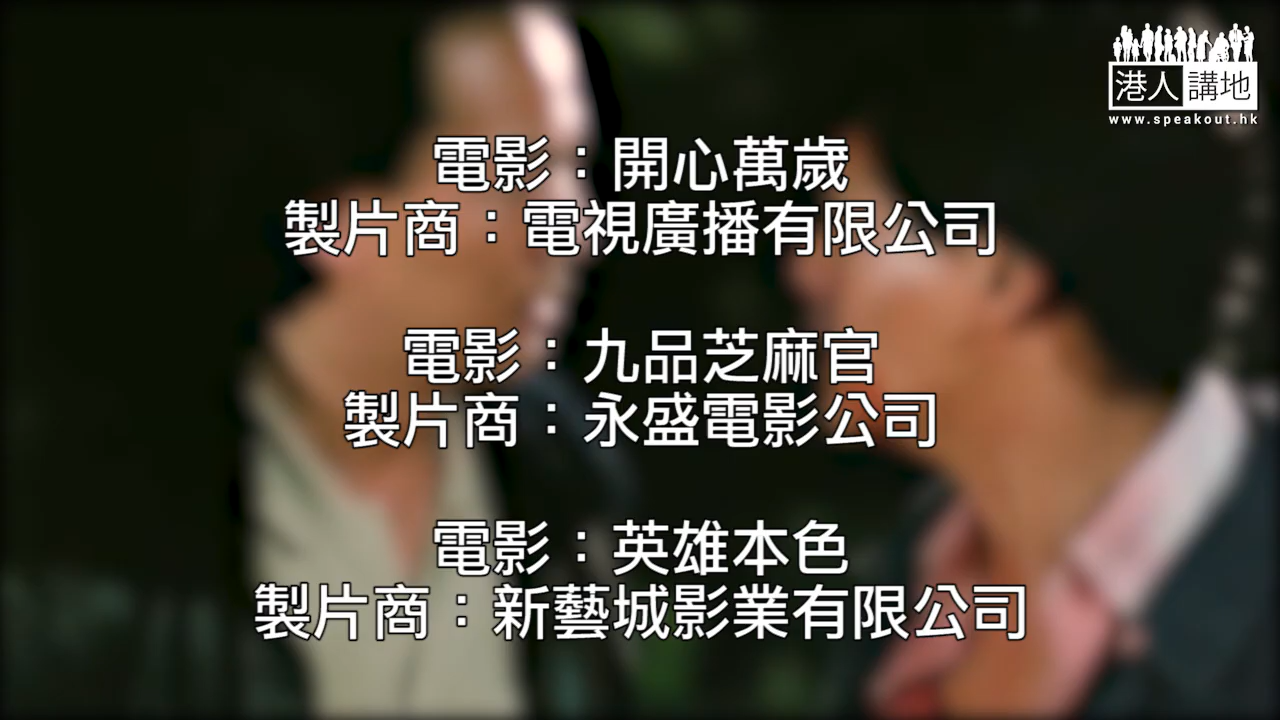 港人講地
www.speakout.hk
電影：開心萬歲
製片商：電視廣播有限公司
電影：九品芝麻官
製片商：永盛電影公司
電影：英雄本色
製片商：新藝城影業有限公司